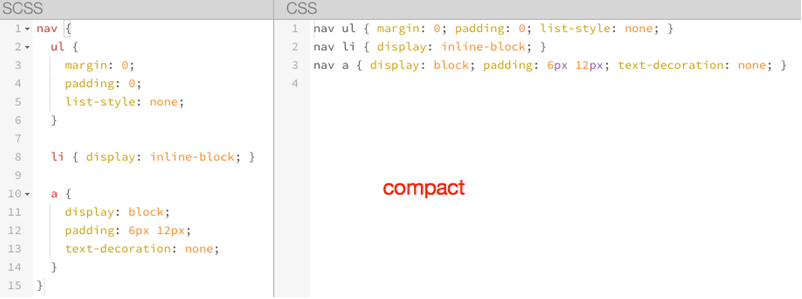 SCSS
1 nav {
2 ul {
3 margin: 0;
4 padding: 0;
5 list-style: none;
6 }
7
8 li { display: inline-block; }
9
10 a {
11 display: block;
12 padding: 6px 12px;
13 text-decoration: none;
14 }
15 }
CSS
1 nav ul { margin: 0; padding: 0; list-style: none; }
2 nav li { display: inline-block; }
3 nav a { display: block; padding: 6px 12px; text-decoration: none; }
4
compact